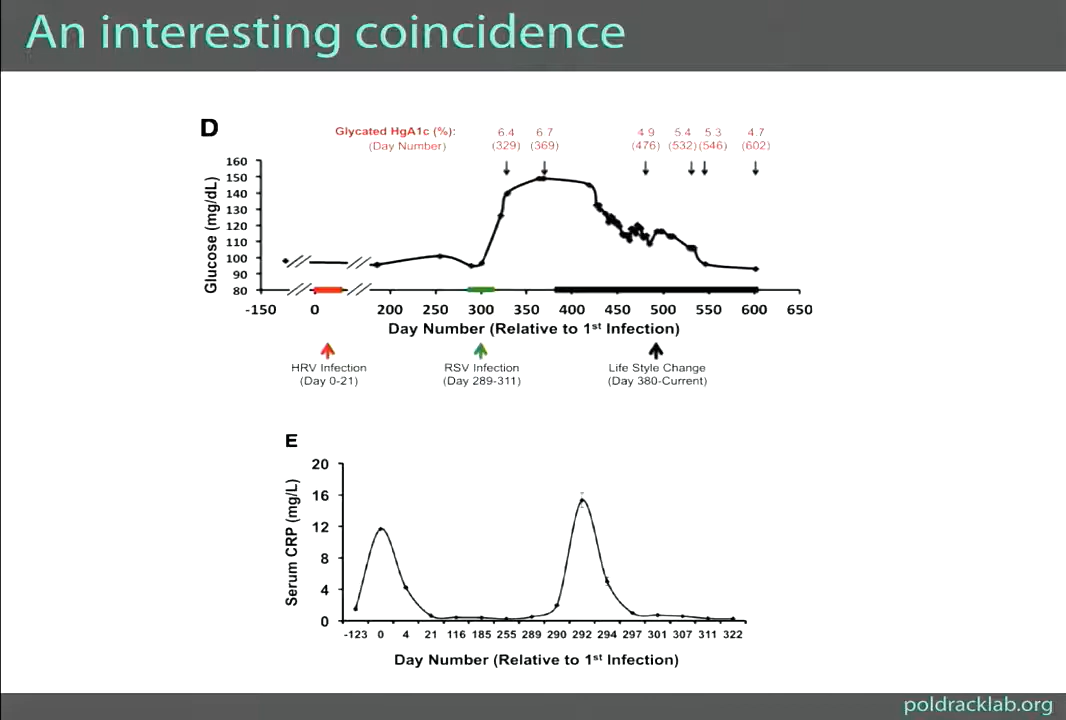 An interesting coincidence
D
Glycated HgA1c (%): 6.4 6.7 4.9 5.4 5.3 4.7
(Day Number) (329) (369) (476) (532) (546) (602)
160
150
140
130
120
110
100
90
80
Glucose (mg/dL)
-150 0 200 250 300 350 400 450 500 550 600 650
Day Number (Relative to 1st Infection)
HRV Infection RSV Infection Life Style Change
(Day 0-21) (Day 289-311) (Day 380-Current)
E
20
16
12
8
4
0
Serum CRP (mg/L)
-123 0 4 21 116 185 255 289 290 292 294 297 301 307 311 322
Day Number (Relative to 1st Infection)
poldracklab.org